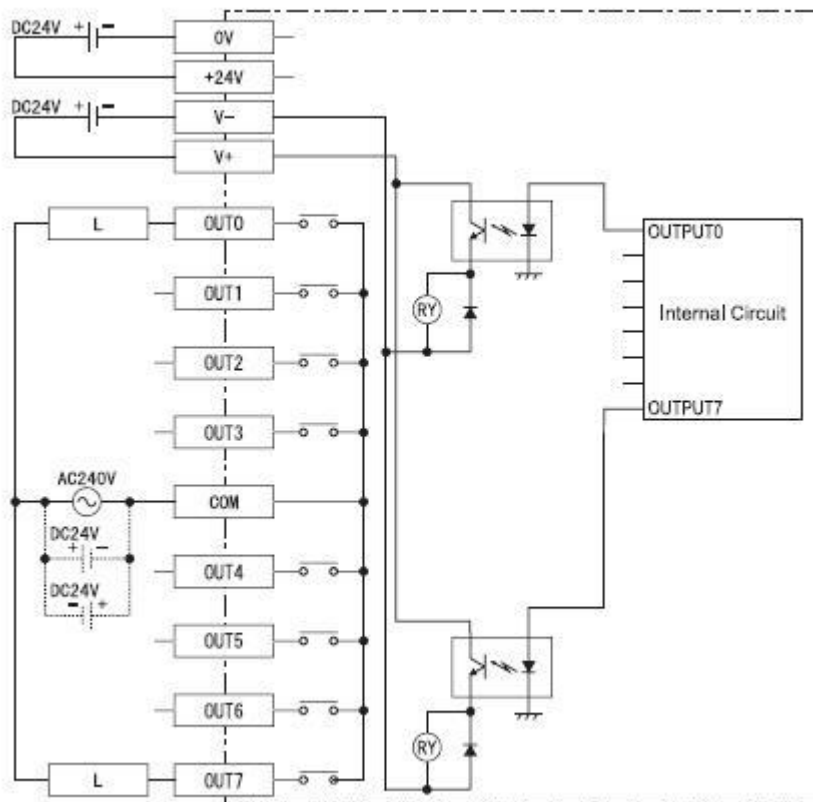 DC24V + - 0V
+24V
DC24V + - V-
V+
L OUT0 OUTPUT0
OUT1
RY Internal Circuit
OUT2
OUT3 OUTPUT7
AC240V
COM
DC24V
+ -
OUT4
DC24V
- +
OUT5
OUT6
RY
L OUT7